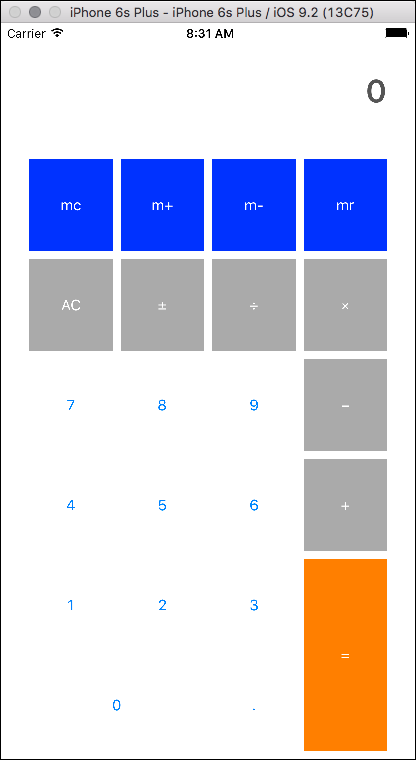 iPhone 6s Plus - iPhone 6s Plus / iOS 9.2 (13C75)
Carrier 8:31 AM
0
mc m+ m- mr
AC ± ÷ ×
7 8 9 −
4 5 6 +
1 2 3
=
0 .